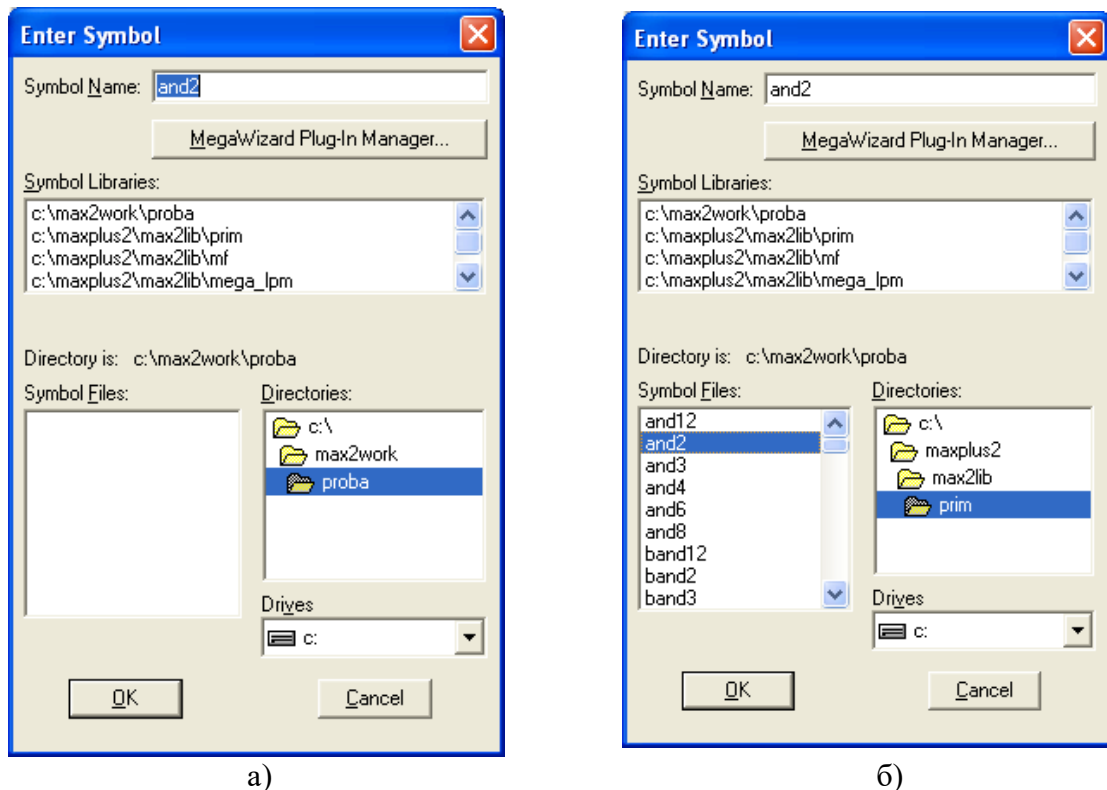 Enter Symbol
Symbol Name: and2
MegaWizard Plug-In Manager...
Symbol Libraries:
c:\max2work\proba
c:\maxplus2\max2lib\prim
c:\maxplus2\max2lib\mf
c:\maxplus2\max2lib\mega_lpm
Directory is: c:\max2work\proba
Symbol Files:
Directories:
c:\
max2work
proba
Drives
c:
OK
Cancel
а)
Enter Symbol
Symbol Name: and2
MegaWizard Plug-In Manager...
Symbol Libraries:
c:\max2work\proba
c:\maxplus2\max2lib\prim
c:\maxplus2\max2lib\mf
c:\maxplus2\max2lib\mega_lpm
Directory is: c:\max2work\proba
Symbol Files:
and12
and2
and3
and4
and6
and8
band12
band2
band3
Directories:
c:\
maxplus2
max2lib
prim
Drives
c:
OK
Cancel
б)